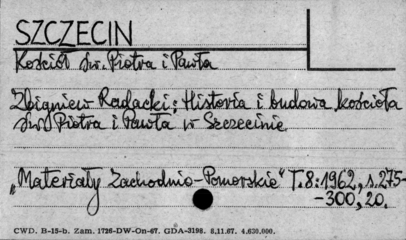 SZCZECIN
Kościół św. Piotra i Pawła
Zbigniew Radacki: Historia i budowa kościoła
św. Piotra i Pawła w Szczecinie
„Materiały Zachodnio-Pomorskie" T.8:1962, s.275-
-300, 20.
CWD. B-15-b. Zam. 1726-DW-On-67. GDA-3198. 8.11.67. 4.630.000.